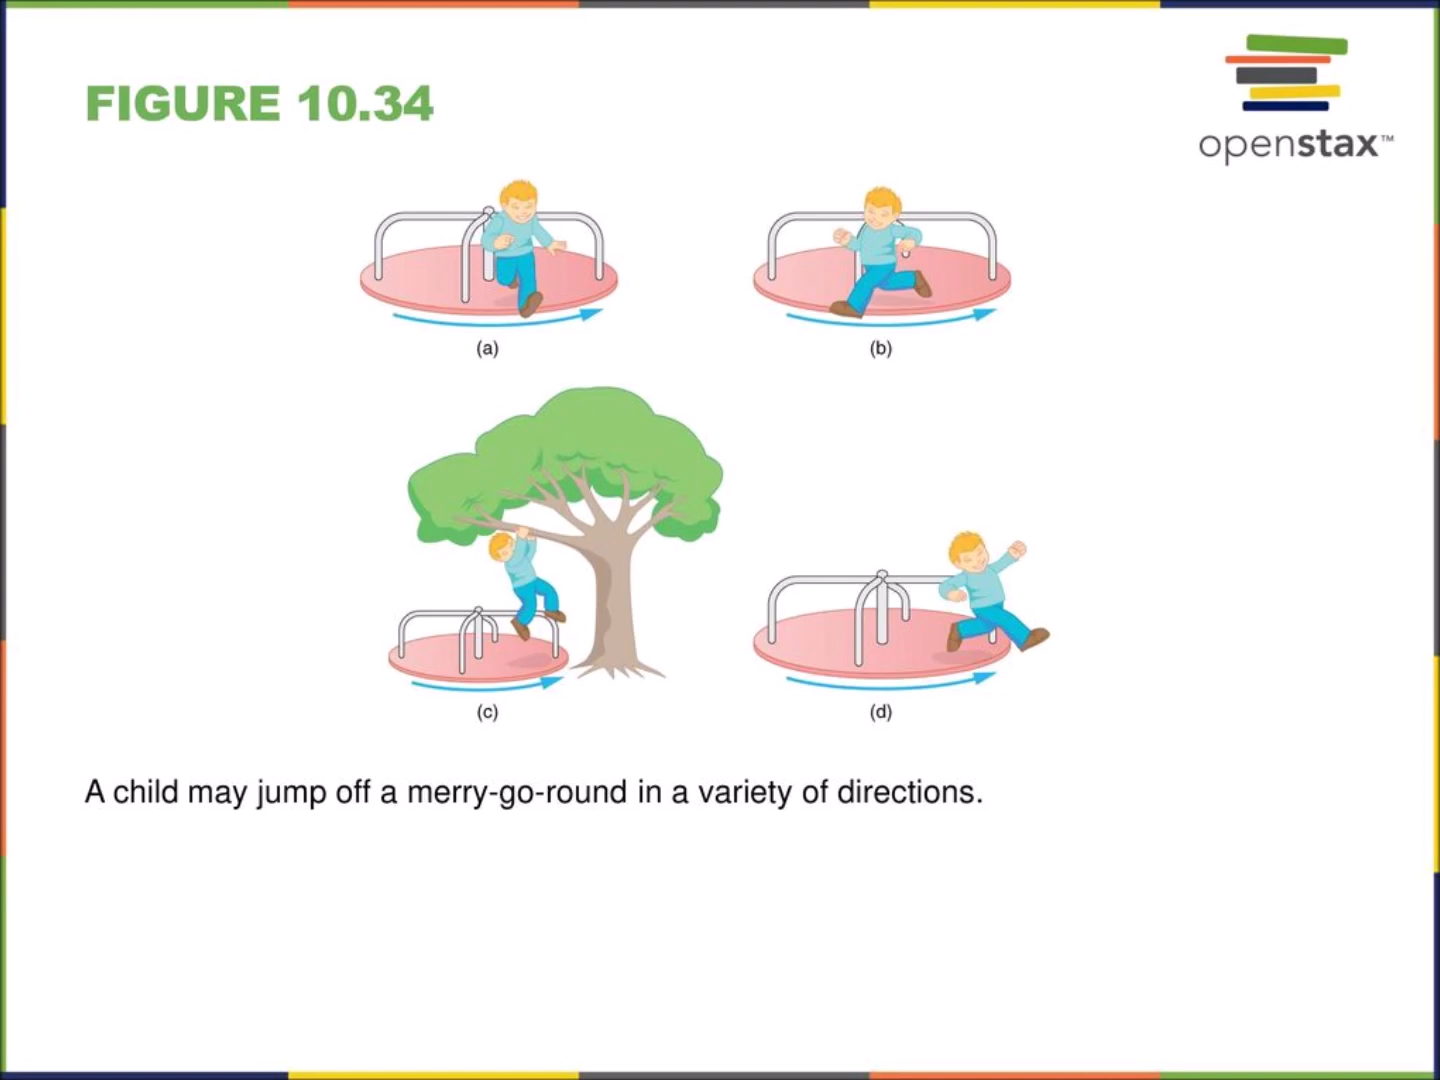 FIGURE 10.34
openstax™
(a)
(b)
(c)
(d)
A child may jump off a merry-go-round in a variety of directions.